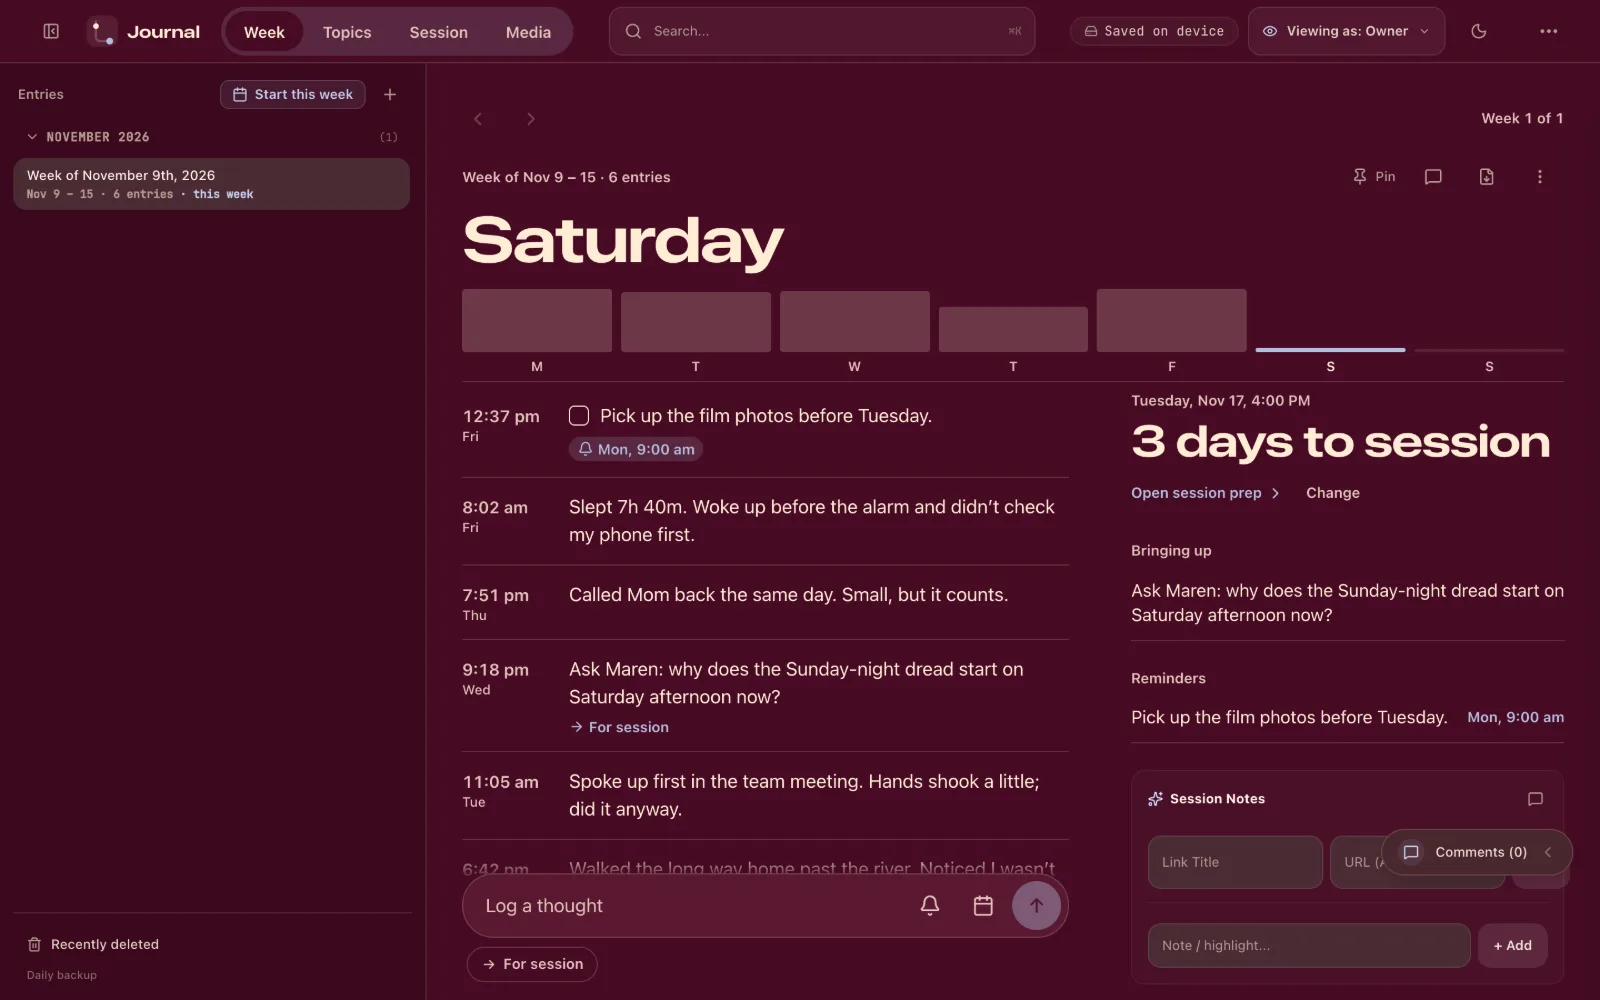 Journal
Week
Topics
Session
Media
Search...
⌘K
Saved on device
Viewing as: Owner
Entries
Start this week
NOVEMBER 2026
(1)
Week of November 9th, 2026
Nov 9 – 15 · 6 entries · this week
Recently deleted
Daily backup
Week 1 of 1
Week of Nov 9 – 15 · 6 entries
Pin
Saturday
M
T
W
T
F
S
S
12:37 pm
Fri
Pick up the film photos before Tuesday.
Mon, 9:00 am
8:02 am
Fri
Slept 7h 40m. Woke up before the alarm and didn’t check
my phone first.
7:51 pm
Thu
Called Mom back the same day. Small, but it counts.
9:18 pm
Wed
Ask Maren: why does the Sunday-night dread start on
Saturday afternoon now?
→ For session
11:05 am
Tue
Spoke up first in the team meeting. Hands shook a little;
did it anyway.
6:42 pm
Walked the long way home past the river. Noticed I wasn’t
Log a thought
→ For session
Tuesday, Nov 17, 4:00 PM
3 days to session
Open session prep
Change
Bringing up
Ask Maren: why does the Sunday-night dread start on
Saturday afternoon now?
Reminders
Pick up the film photos before Tuesday.
Mon, 9:00 am
Session Notes
Link Title
URL (
Comments (0)
Note / highlight...
+ Add